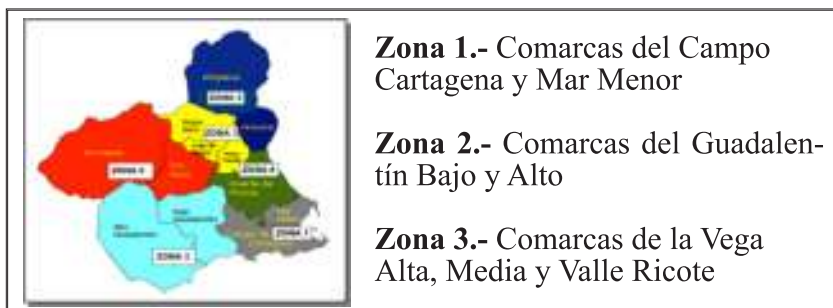 Zona 1.- Comarcas del Campo
Cartagena y Mar Menor
Zona 2.- Comarcas del Guadalen-
tín Bajo y Alto
Zona 3.- Comarcas de la Vega
Alta, Media y Valle Ricote